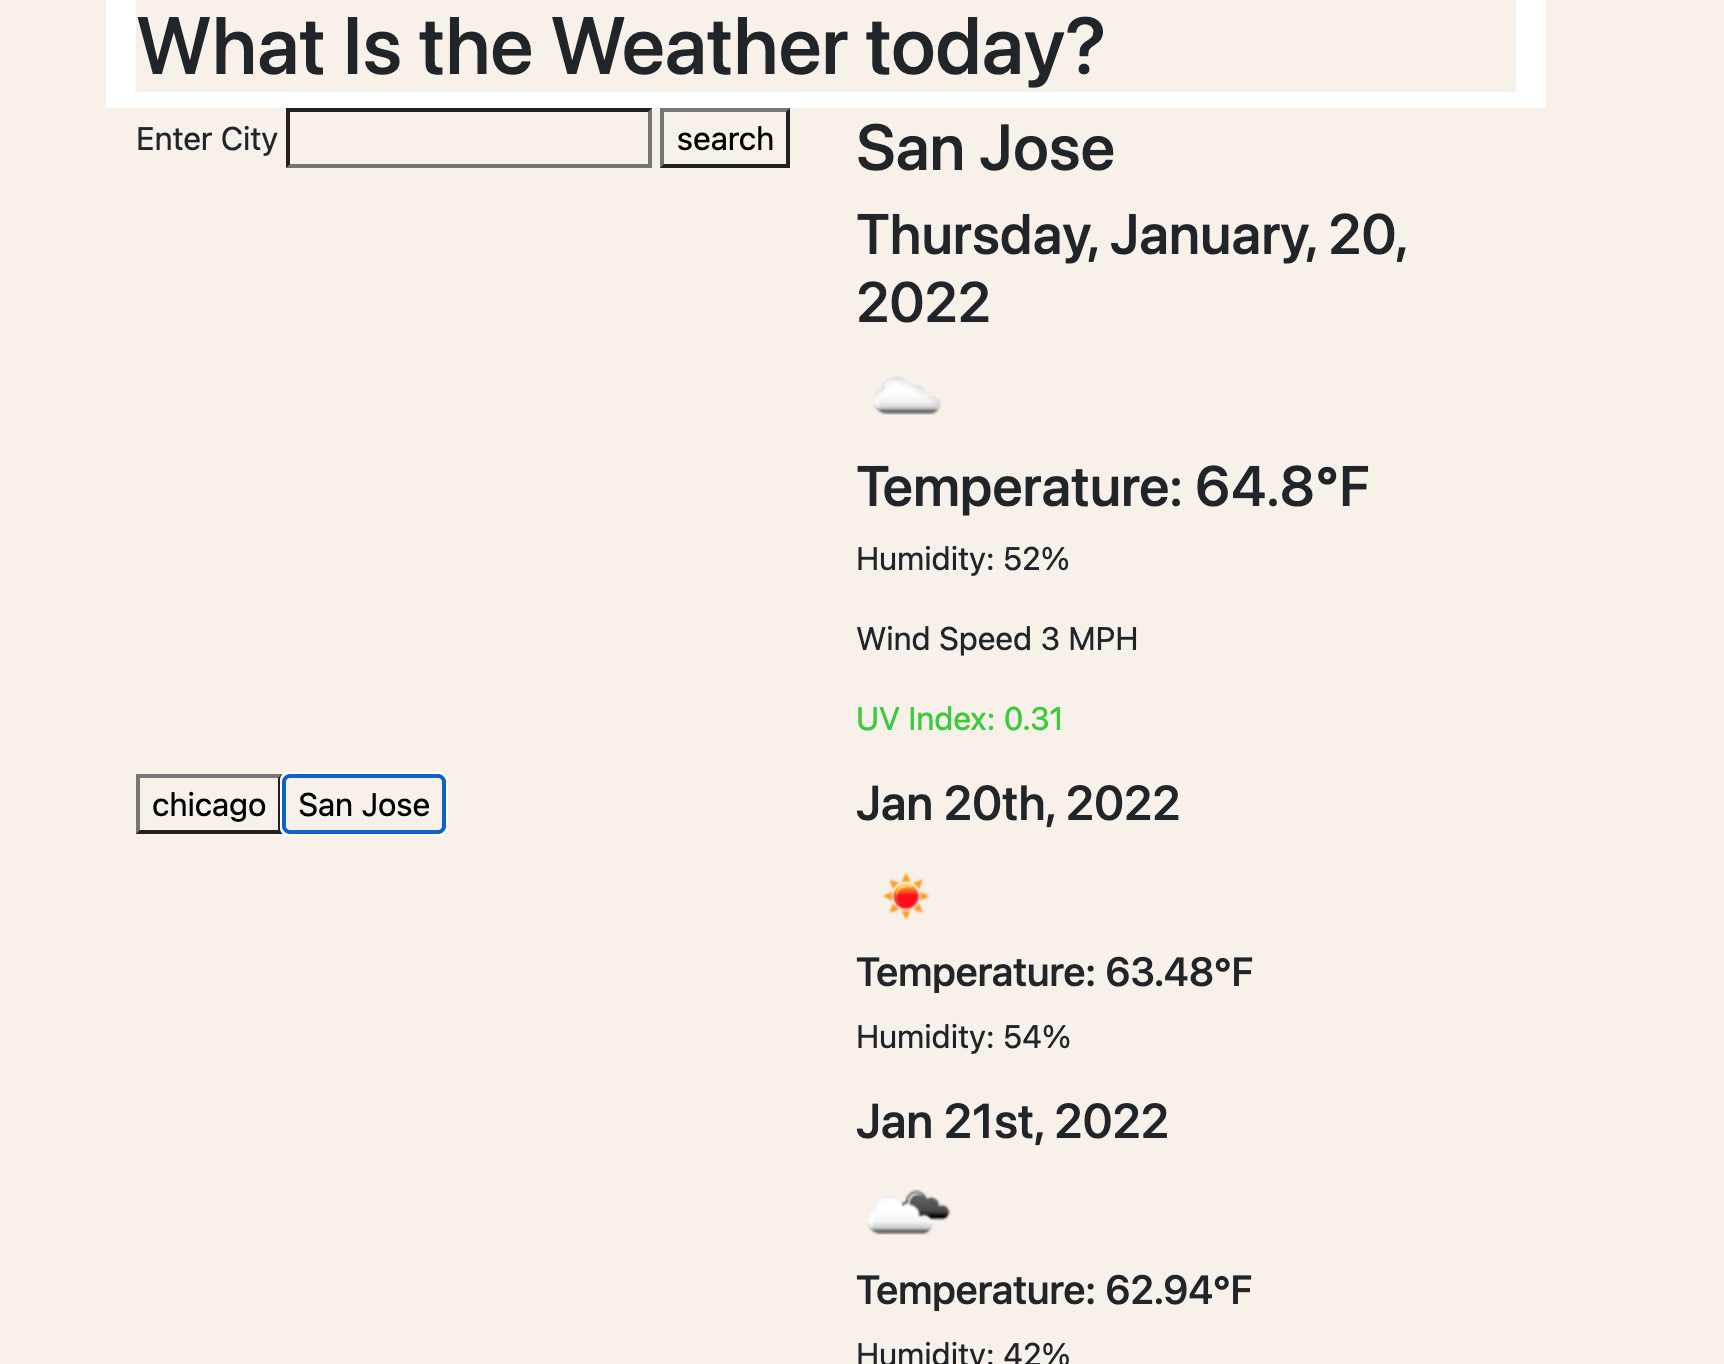 What Is the Weather today?
Enter City
search
San Jose
Thursday, January, 20,
2022
Temperature: 64.8°F
Humidity: 52%
Wind Speed 3 MPH
UV Index: 0.31
chicago
San Jose
Jan 20th, 2022
Temperature: 63.48°F
Humidity: 54%
Jan 21st, 2022
Temperature: 62.94°F
Humidity: 42%